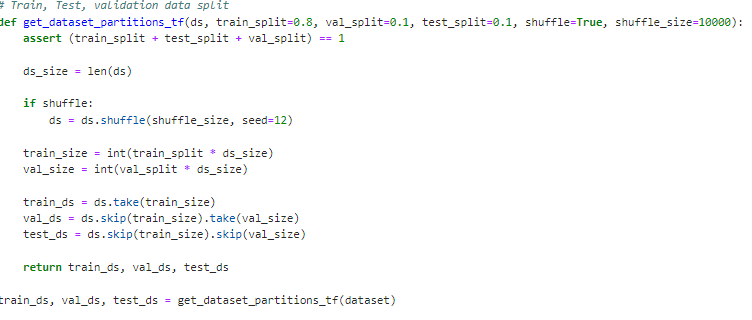 # Train, Test, validation data split
def get_dataset_partitions_tf(ds, train_split=0.8, val_split=0.1, test_split=0.1, shuffle=True, shuffle_size=10000):
    assert (train_split + test_split + val_split) == 1

    ds_size = len(ds)

    if shuffle:
        ds = ds.shuffle(shuffle_size, seed=12)

    train_size = int(train_split * ds_size)
    val_size = int(val_split * ds_size)

    train_ds = ds.take(train_size)
    val_ds = ds.skip(train_size).take(val_size)
    test_ds = ds.skip(train_size).skip(val_size)

    return train_ds, val_ds, test_ds

train_ds, val_ds, test_ds = get_dataset_partitions_tf(dataset)